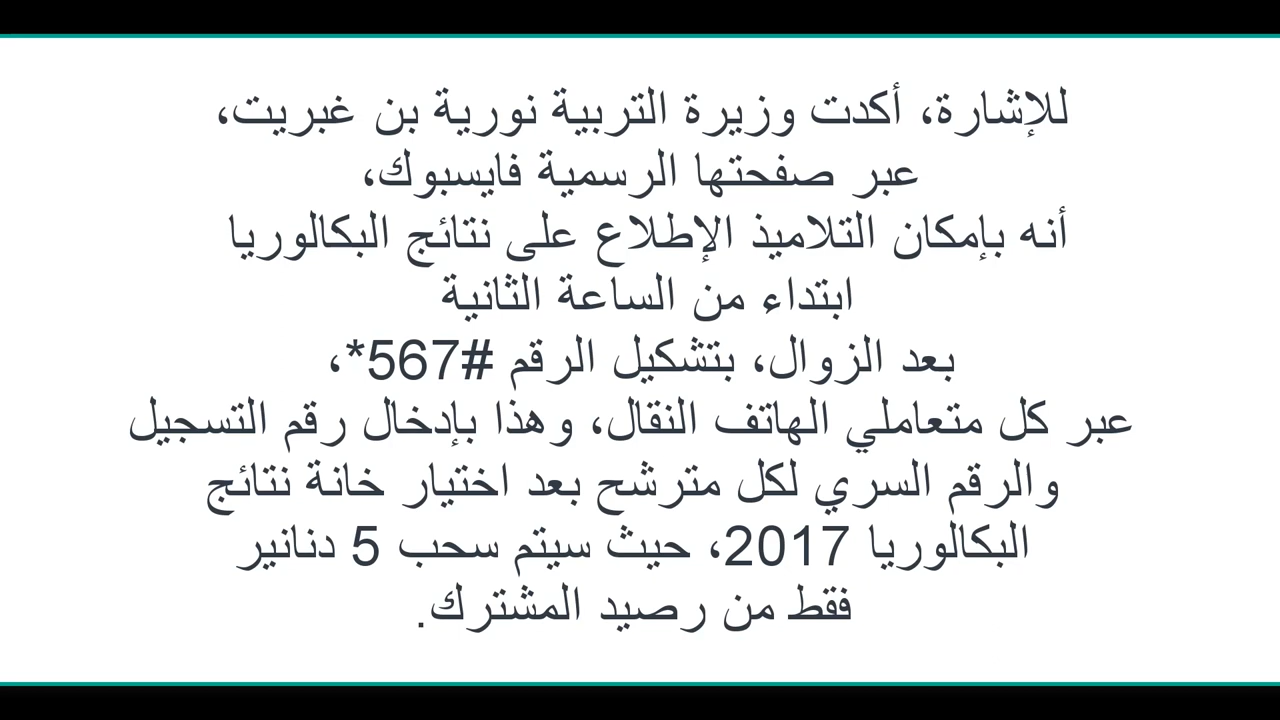 للإشارة، أكدت وزيرة التربية نورية بن غبريت،
عبر صفحتها الرسمية فايسبوك،
أنه بإمكان التلاميذ الإطلاع على نتائج البكالوريا
ابتداء من الساعة الثانية
بعد الزوال، بتشكيل الرقم #567*،
عبر كل متعاملي الهاتف النقال، وهذا بإدخال رقم التسجيل
والرقم السري لكل مترشح بعد اختيار خانة نتائج
البكالوريا 2017، حيث سيتم سحب 5 دنانير
فقط من رصيد المشترك.